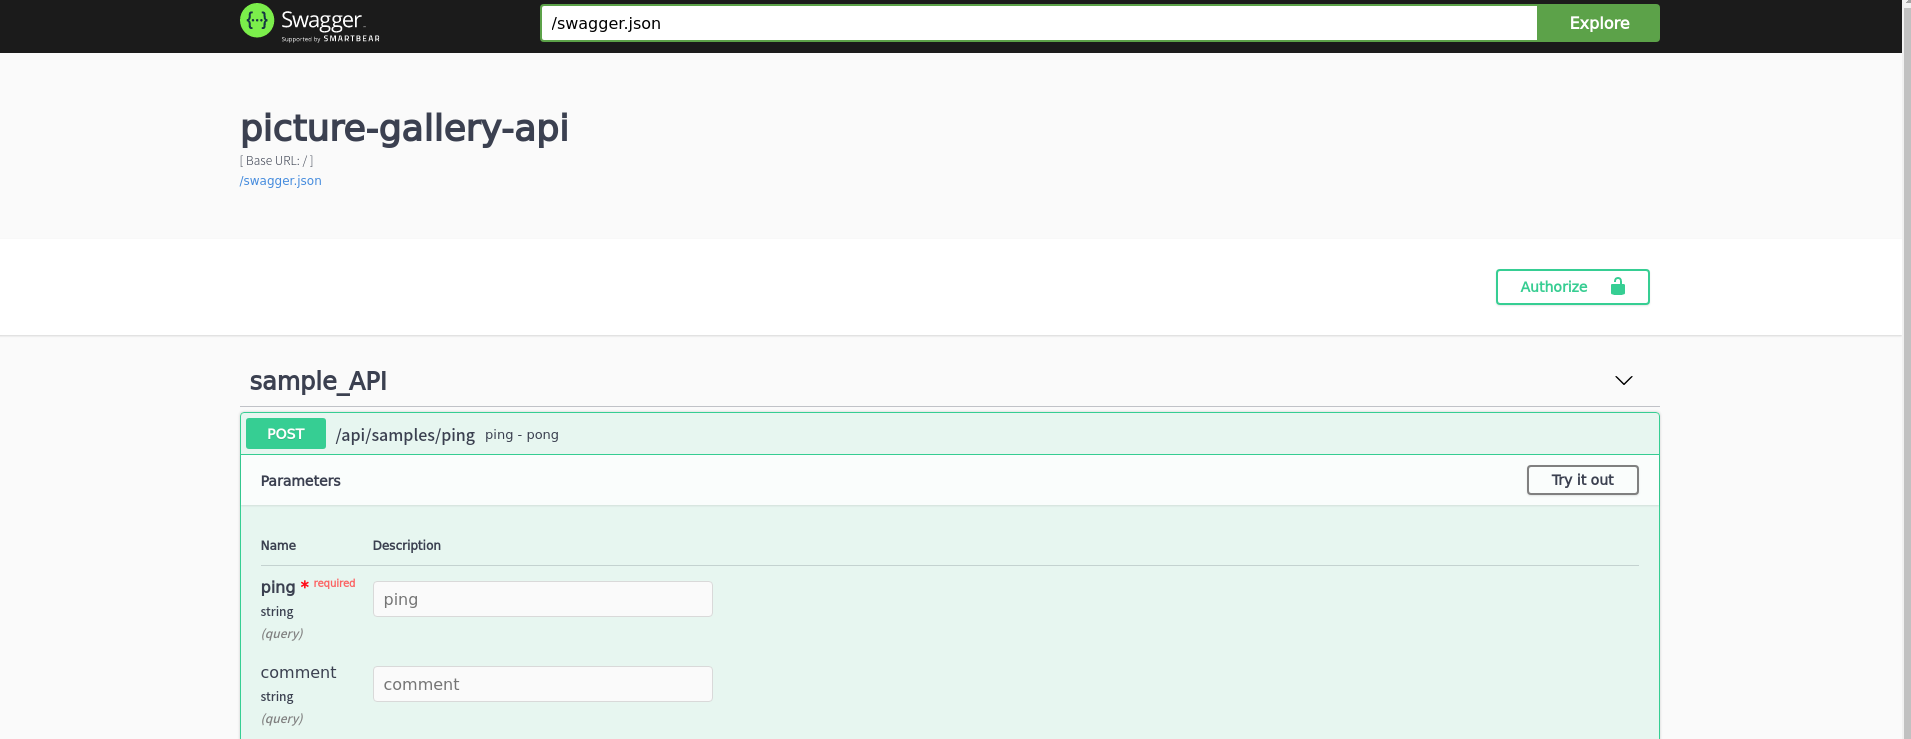 {...} Swagger
Supported by SMARTBEAR
/swagger.json
Explore
picture-gallery-api
[ Base URL: / ]
/swagger.json
Authorize
sample_API
POST /api/samples/ping ping - pong
Parameters
Try it out
Name Description
ping * required
string
(query)
ping
comment
string
(query)
comment